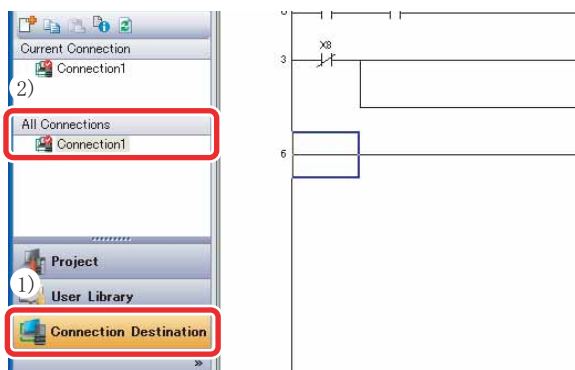 Current Connection
Connection1
2)
All Connections
Connection1
Project
1)
User Library
Connection Destination
»
X8
3
6